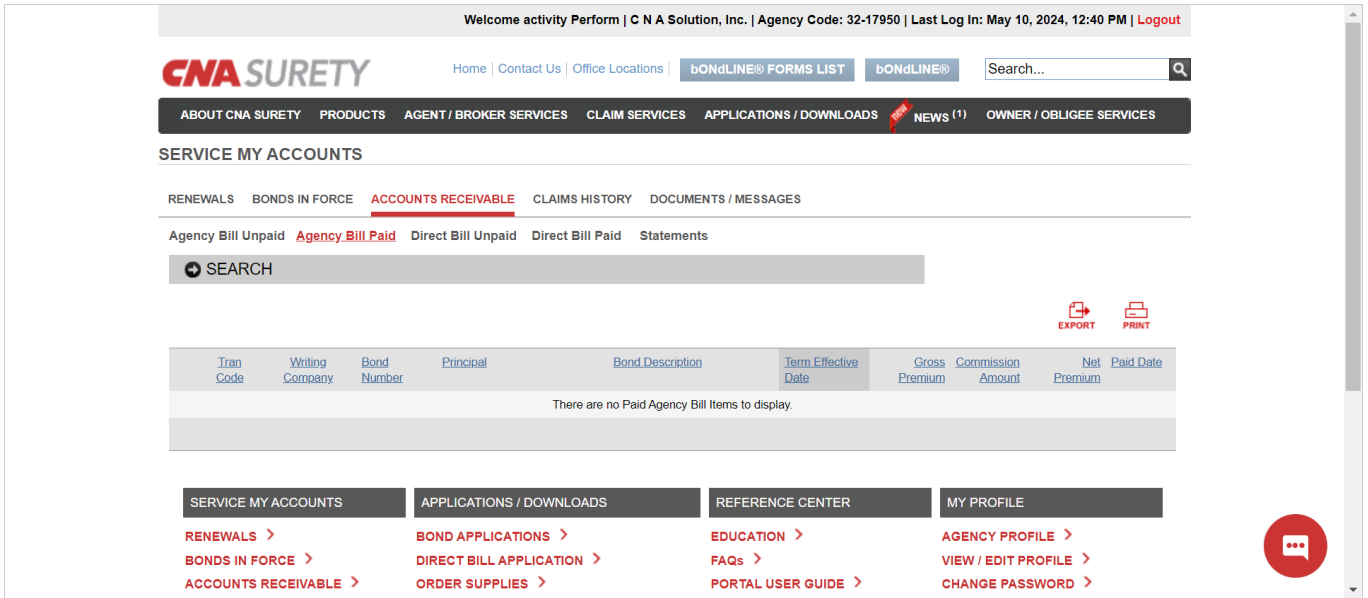 Welcome activity Perform | C N A Solution, Inc. | Agency Code: 32-17950 | Last Log In: May 10, 2024, 12:40 PM | Logout
CNA SURETY
Home | Contact Us | Office Locations | bONdLINE® FORMS LIST bONdLINE® Search...
ABOUT CNA SURETY PRODUCTS AGENT / BROKER SERVICES CLAIM SERVICES APPLICATIONS / DOWNLOADS new NEWS (1) OWNER / OBLIGEE SERVICES
SERVICE MY ACCOUNTS
RENEWALS BONDS IN FORCE ACCOUNTS RECEIVABLE CLAIMS HISTORY DOCUMENTS / MESSAGES
Agency Bill Unpaid Agency Bill Paid Direct Bill Unpaid Direct Bill Paid Statements
SEARCH
EXPORT PRINT
Tran Writing Bond Principal Bond Description Term Effective Gross Commission Net Paid Date
Code Company Number Date Premium Amount Premium
There are no Paid Agency Bill Items to display.
SERVICE MY ACCOUNTS APPLICATIONS / DOWNLOADS REFERENCE CENTER MY PROFILE
RENEWALS BOND APPLICATIONS EDUCATION AGENCY PROFILE
BONDS IN FORCE DIRECT BILL APPLICATION FAQs VIEW / EDIT PROFILE
ACCOUNTS RECEIVABLE ORDER SUPPLIES PORTAL USER GUIDE CHANGE PASSWORD